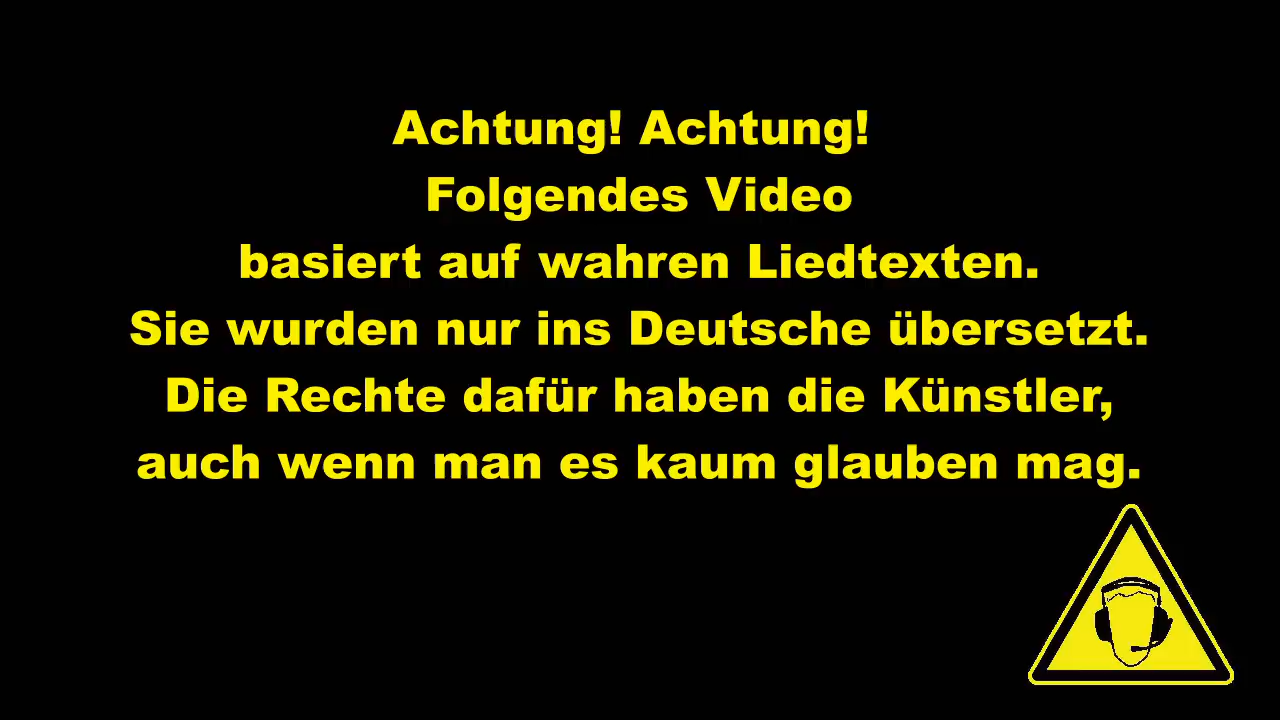 Achtung! Achtung!
Folgendes Video
basiert auf wahren Liedtexten.
Sie wurden nur ins Deutsche übersetzt.
Die Rechte dafür haben die Künstler,
auch wenn man es kaum glauben mag.